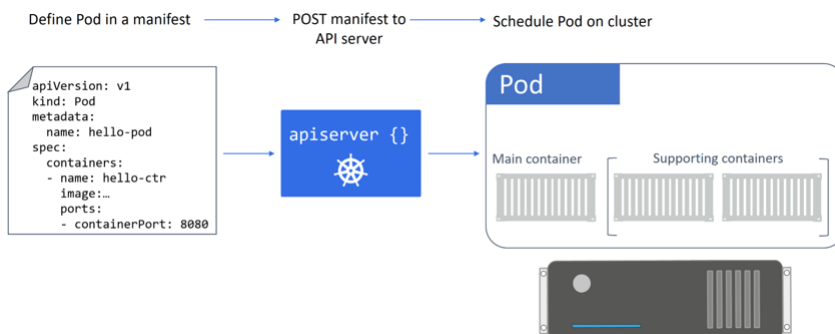 Define Pod in a manifest
POST manifest to
API server
Schedule Pod on cluster
apiVersion: v1
kind: Pod
metadata:
  name: hello-pod
spec:
  containers:
  - name: hello-ctr
    image:…
    ports:
    - containerPort: 8080
apiserver {}
Pod
Main container
Supporting containers